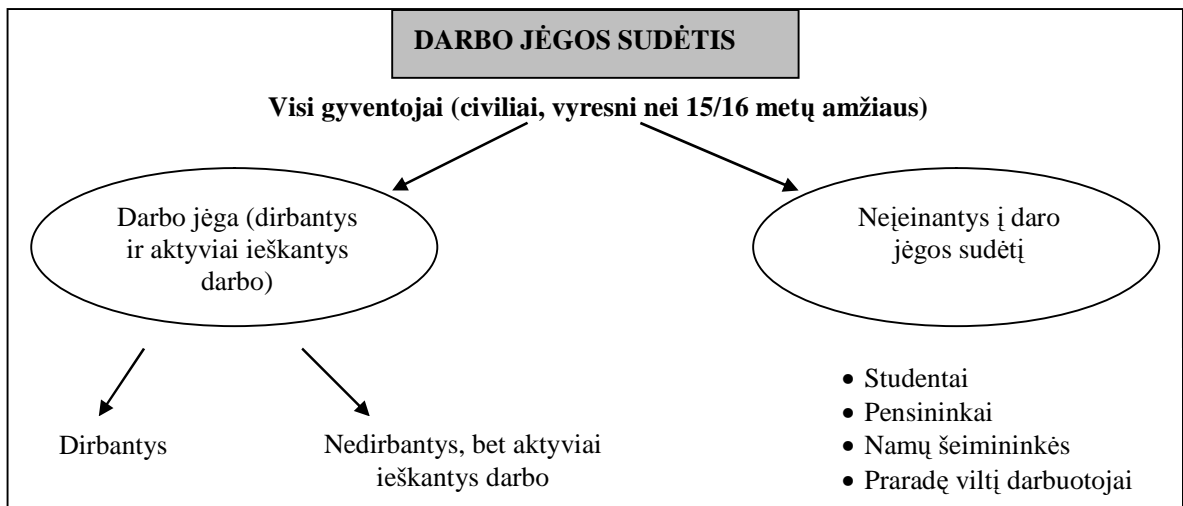 DARBO JĖGOS SUDĖTIS
Visi gyventojai (civiliai, vyresni nei 15/16 metų amžiaus)
Darbo jėga (dirbantys
ir aktyviai ieškantys
darbo)
Neįeinantys į daro
jėgos sudėtį
Dirbantys
Nedirbantys, bet aktyviai
ieškantys darbo
• Studentai
• Pensininkai
• Namų šeimininkės
• Praradę viltį darbuotojai